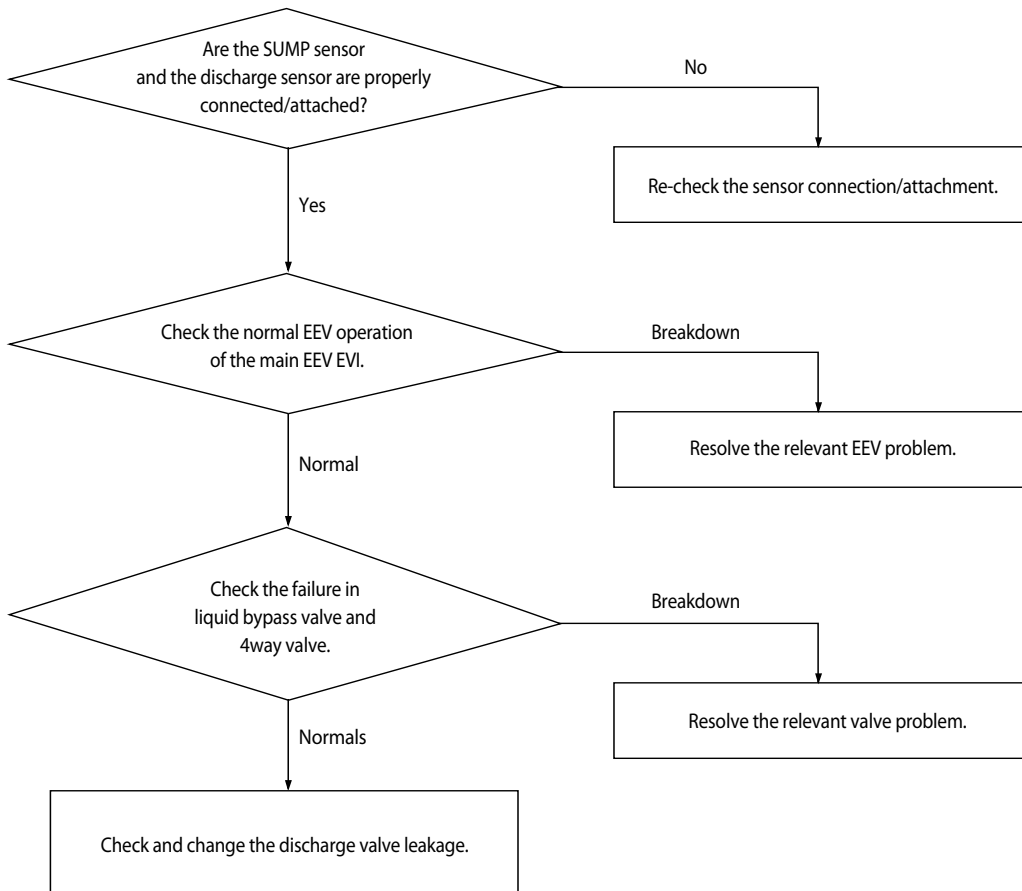 Are the SUMP sensor
and the discharge sensor are properly
connected/attached?
No
Re-check the sensor connection/attachment.
Yes
Check the normal EEV operation
of the main EEV EVI.
Breakdown
Resolve the relevant EEV problem.
Normal
Check the failure in
liquid bypass valve and
4way valve.
Breakdown
Resolve the relevant valve problem.
Normals
Check and change the discharge valve leakage.